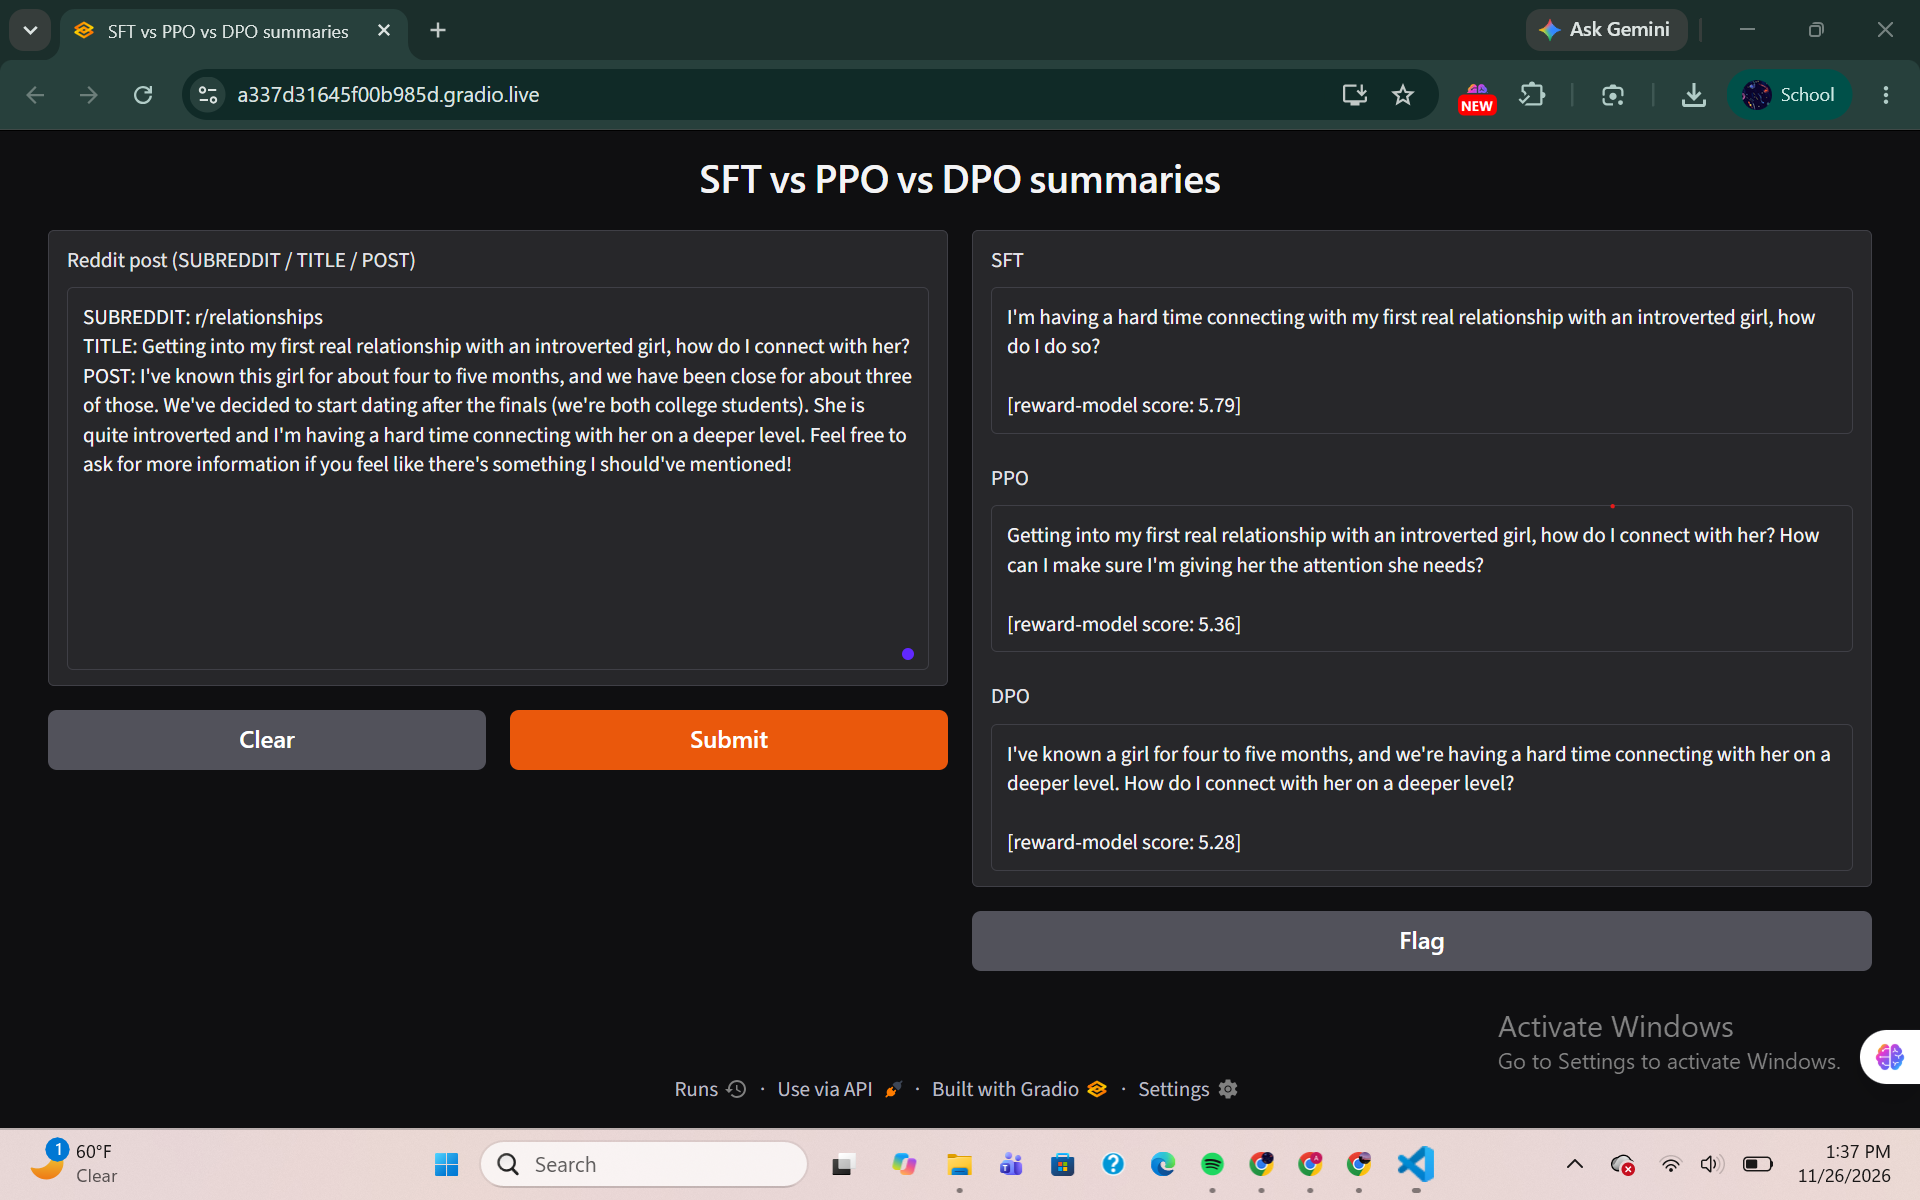 SFT vs PPO vs DPO summaries
Ask Gemini
a337d31645f00b985d.gradio.live
NEW
School
SFT vs PPO vs DPO summaries
Reddit post (SUBREDDIT / TITLE / POST)
SUBREDDIT: r/relationships
TITLE: Getting into my first real relationship with an introverted girl, how do I connect with her?
POST: I've known this girl for about four to five months, and we have been close for about three
of those. We've decided to start dating after the finals (we're both college students). She is
quite introverted and I'm having a hard time connecting with her on a deeper level. Feel free to
ask for more information if you feel like there's something I should've mentioned!
Clear
Submit
SFT
I'm having a hard time connecting with my first real relationship with an introverted girl, how
do I do so?
[reward-model score: 5.79]
PPO
Getting into my first real relationship with an introverted girl, how do I connect with her? How
can I make sure I'm giving her the attention she needs?
[reward-model score: 5.36]
DPO
I've known a girl for four to five months, and we're having a hard time connecting with her on a
deeper level. How do I connect with her on a deeper level?
[reward-model score: 5.28]
Flag
Activate Windows
Go to Settings to activate Windows.
Runs · Use via API · Built with Gradio · Settings
1
60°F
Clear
Search
1:37 PM
11/26/2026